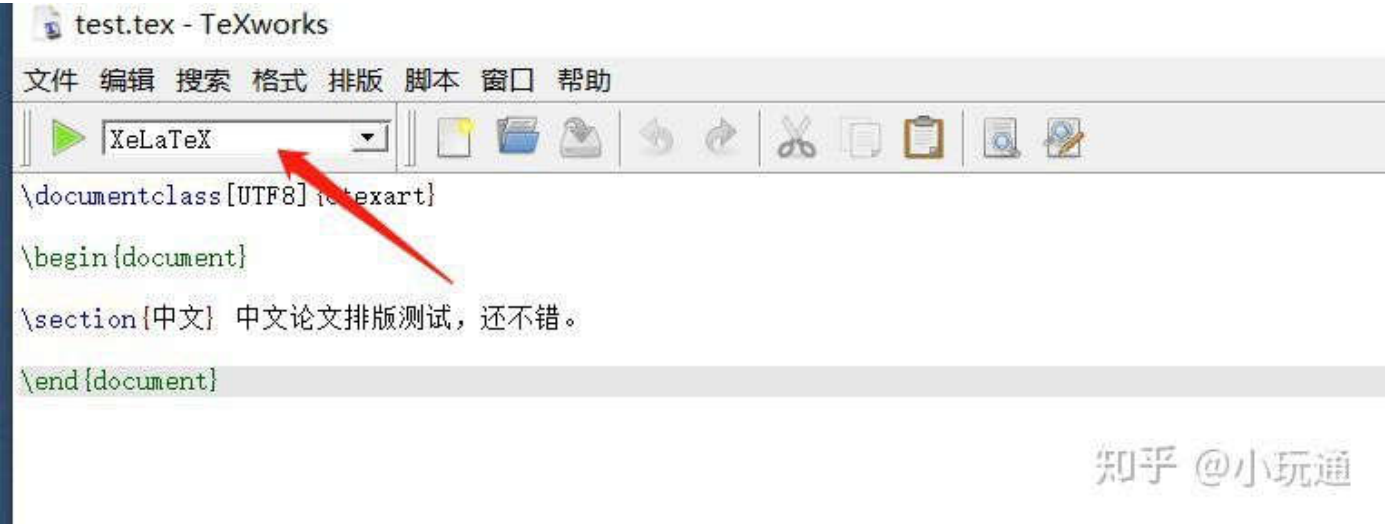 test.tex - TeXworks
文件 编辑 搜索 格式 排版 脚本 窗口 帮助
XeLaTeX
\documentclass[UTF8]{ctexart}
\begin{document}
\section{中文} 中文论文排版测试，还不错。
\end{document}
知乎 @小玩通